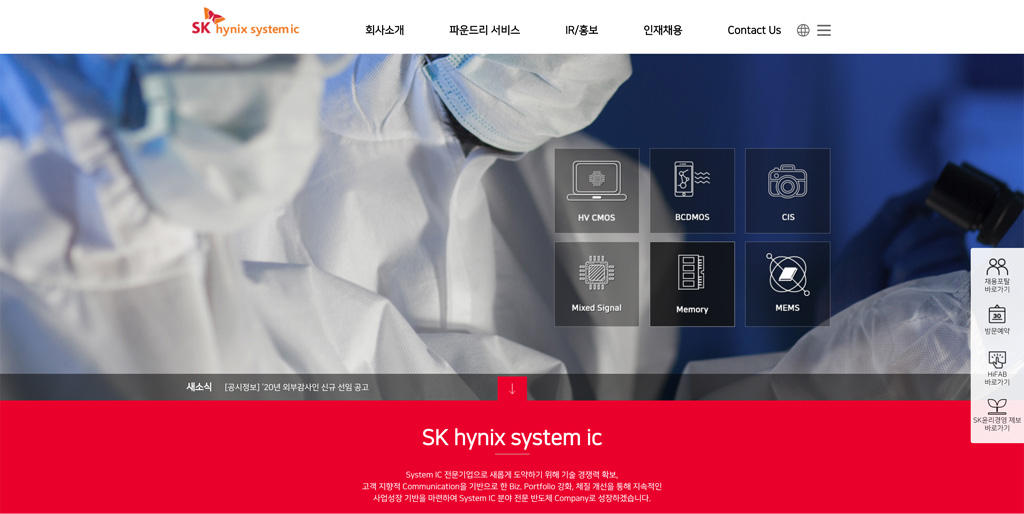 SK hynix system ic
회사소개
파운드리 서비스
IR/홍보
인재채용
Contact Us
HV CMOS
BCDMOS
CIS
Mixed Signal
Memory
MEMS
채용포탈
바로가기
30
방문예약
HiFAB
바로가기
SK윤리경영 제보
바로가기
새소식 [공시정보] '20년 외부감사인 신규 선임 공고
SK hynix system ic
System IC 전문기업으로 새롭게 도약하기 위해 기술 경쟁력 확보,
고객 지향적 Communication을 기반으로 한 Biz. Portfolio 강화, 체질 개선을 통해 지속적인
사업성장 기반을 마련하여 System IC 분야 전문 반도체 Company로 성장하겠습니다.